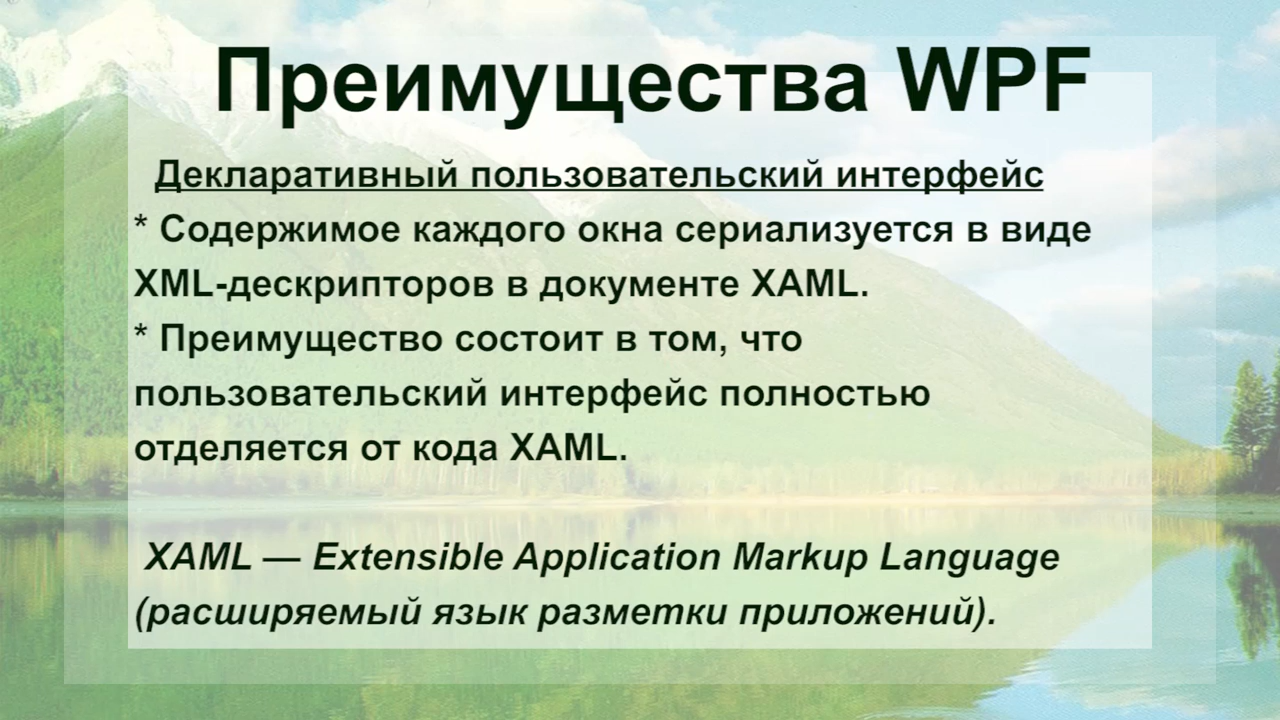 Преимущества WPF
Декларативный пользовательский интерфейс
* Содержимое каждого окна сериализуется в виде
XML-дескрипторов в документе XAML.
* Преимущество состоит в том, что
пользовательский интерфейс полностью
отделяется от кода XAML.
XAML — Extensible Application Markup Language
(расширяемый язык разметки приложений).